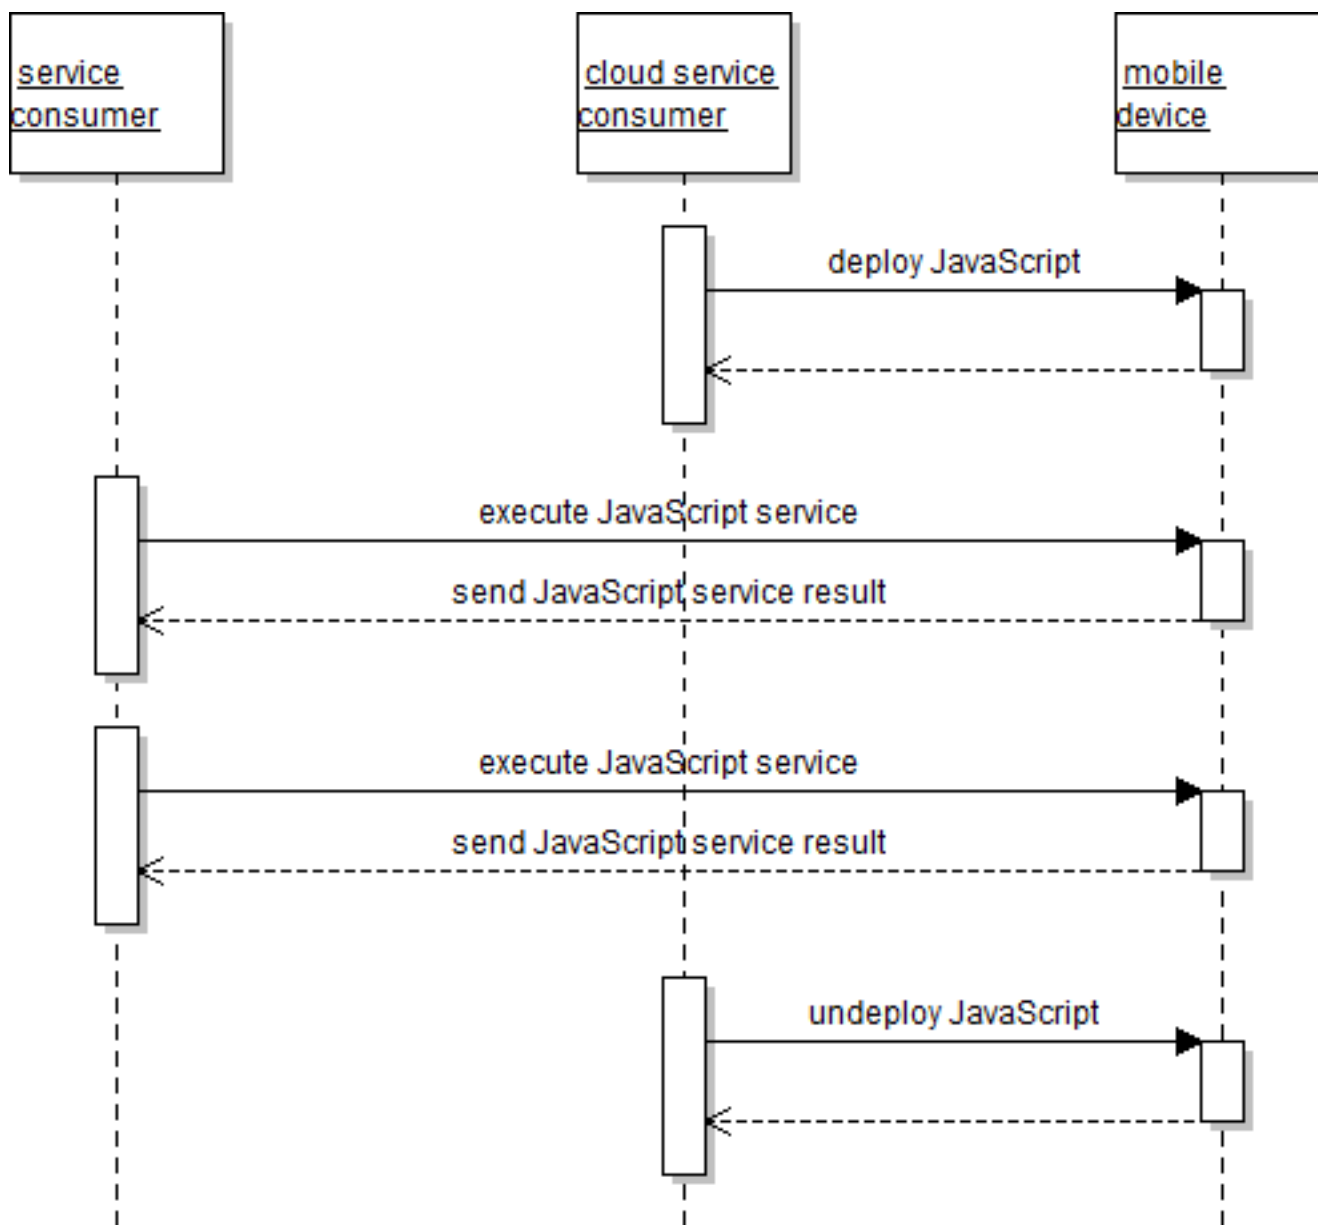 service
consumer
cloud service
consumer
mobile
device
deploy JavaScript
execute JavaScript service
send JavaScript service result
execute JavaScript service
send JavaScript service result
undeploy JavaScript